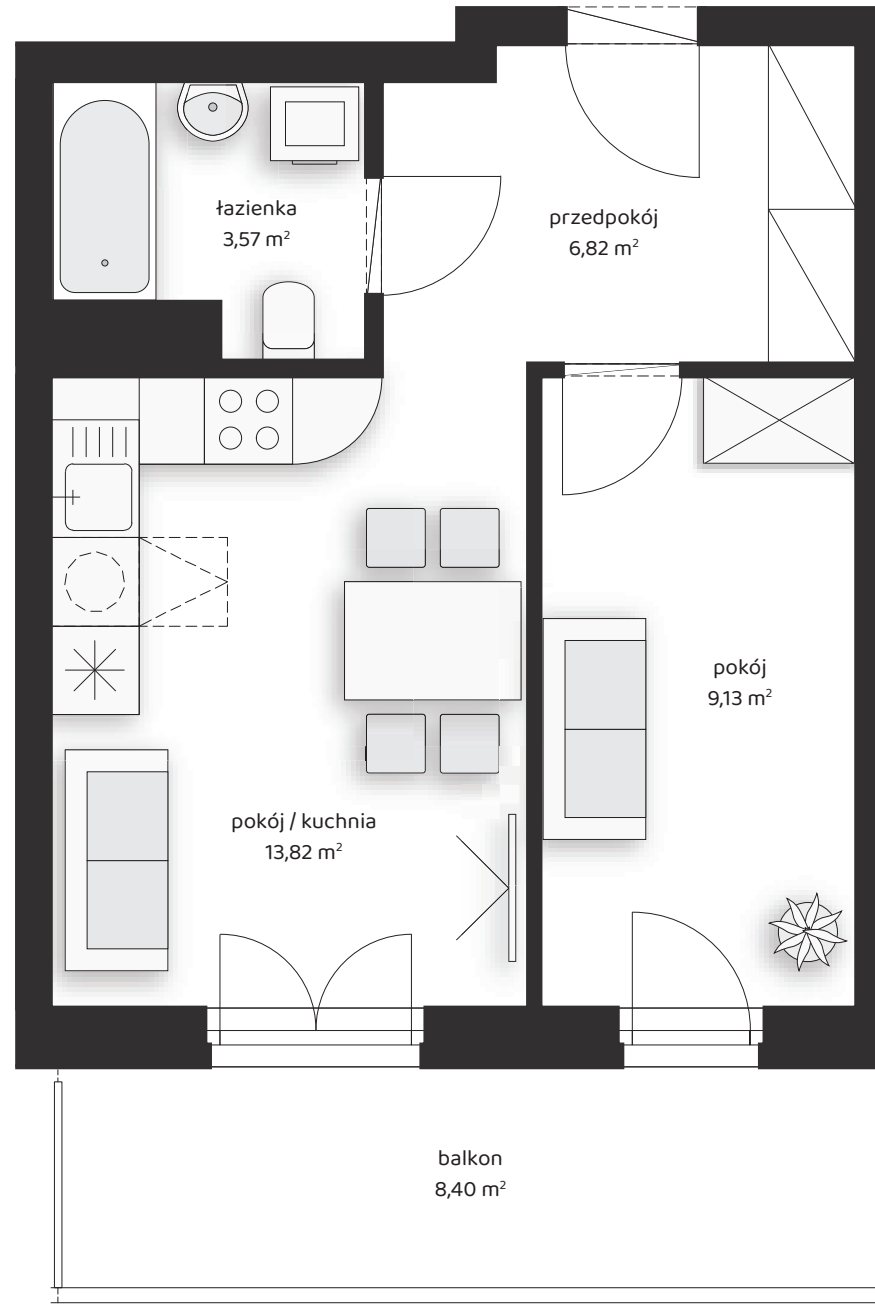 łazienka
3,57 m²
przedpokój
6,82 m²
pokój
9,13 m²
pokój / kuchnia
13,82 m²
balkon
8,40 m²